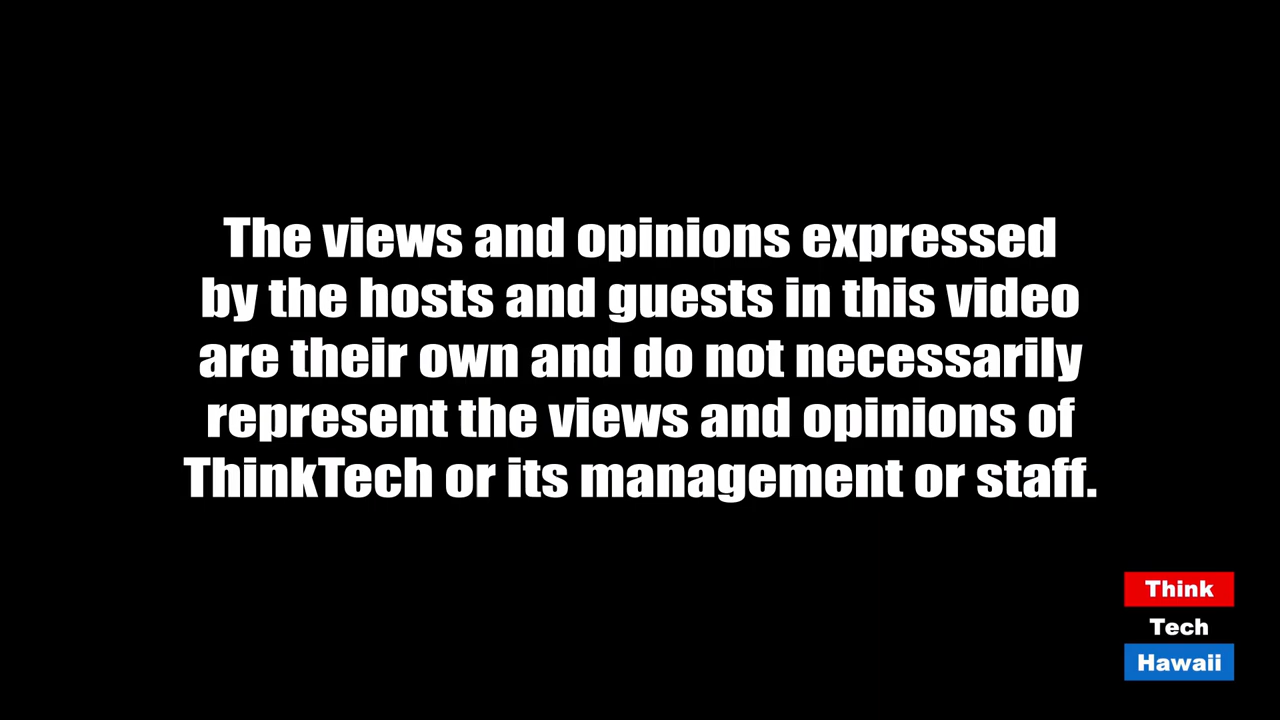 The views and opinions expressed
by the hosts and guests in this video
are their own and do not necessarily
represent the views and opinions of
ThinkTech or its management or staff.
Think
Tech
Hawaii